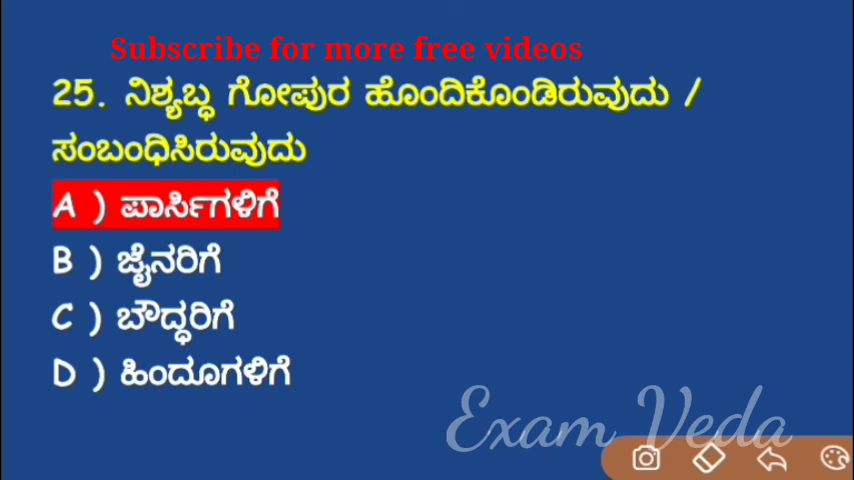 Subscribe for more free videos
25. ನಿಶ್ಯಬ್ಧ ಗೋಪುರ ಹೊಂದಿಕೊಂಡಿರುವುದು /
ಸಂಬಂಧಿಸಿರುವುದು
A ) ಪಾರ್ಸಿಗಳಿಗೆ
B ) ಜೈನರಿಗೆ
C ) ಬೌದ್ಧರಿಗೆ
D ) ಹಿಂದೂಗಳಿಗೆ
Exam Veda